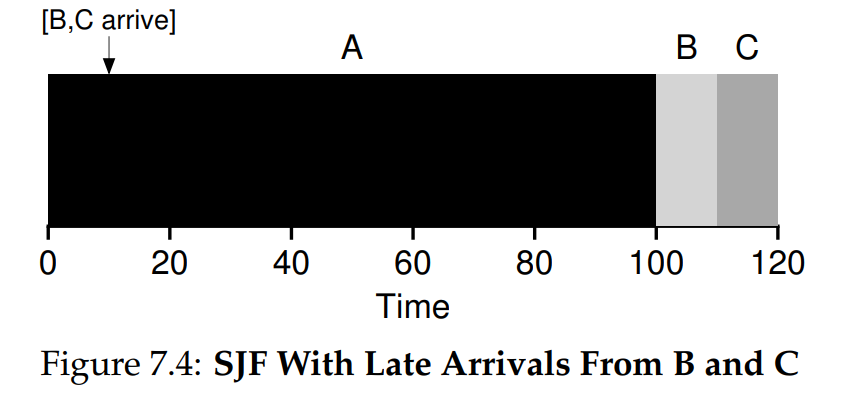 [B,C arrive]
A B C
0 20 40 60 80 100 120
Time
Figure 7.4: SJF With Late Arrivals From B and C